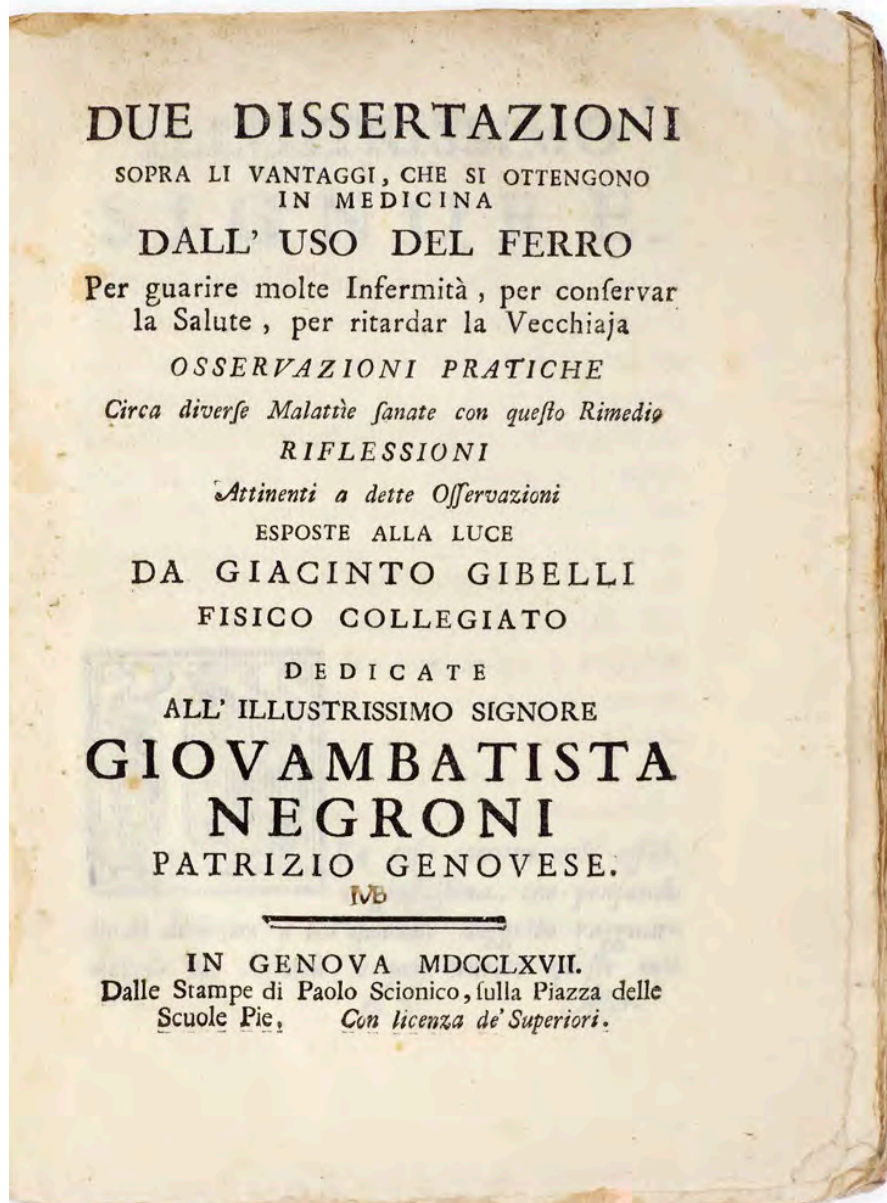 DUE DISSERTAZIONI
SOPRA LI VANTAGGI, CHE SI OTTENGONO
IN MEDICINA
DALL' USO DEL FERRO
Per guarire molte Infermità , per conſervar
la Salute , per ritardar la Vecchiaja
OSSERVAZIONI PRATICHE
Circa diverſe Malattìe ſanate con queſto Rimedio
RIFLESSIONI
Attinenti a dette Oſſervazioni
ESPOSTE ALLA LUCE
DA GIACINTO GIBELLI
FISICO COLLEGIATO
DEDICATE
ALL' ILLUSTRISSIMO SIGNORE
GIOVAMBATISTA
NEGRONI
PATRIZIO GENOVESE.
IN GENOVA MDCCLXVII.
Dalle Stampe di Paolo Scionico, ſulla Piazza delle
Scuole Pie, Con licenza de' Superiori.